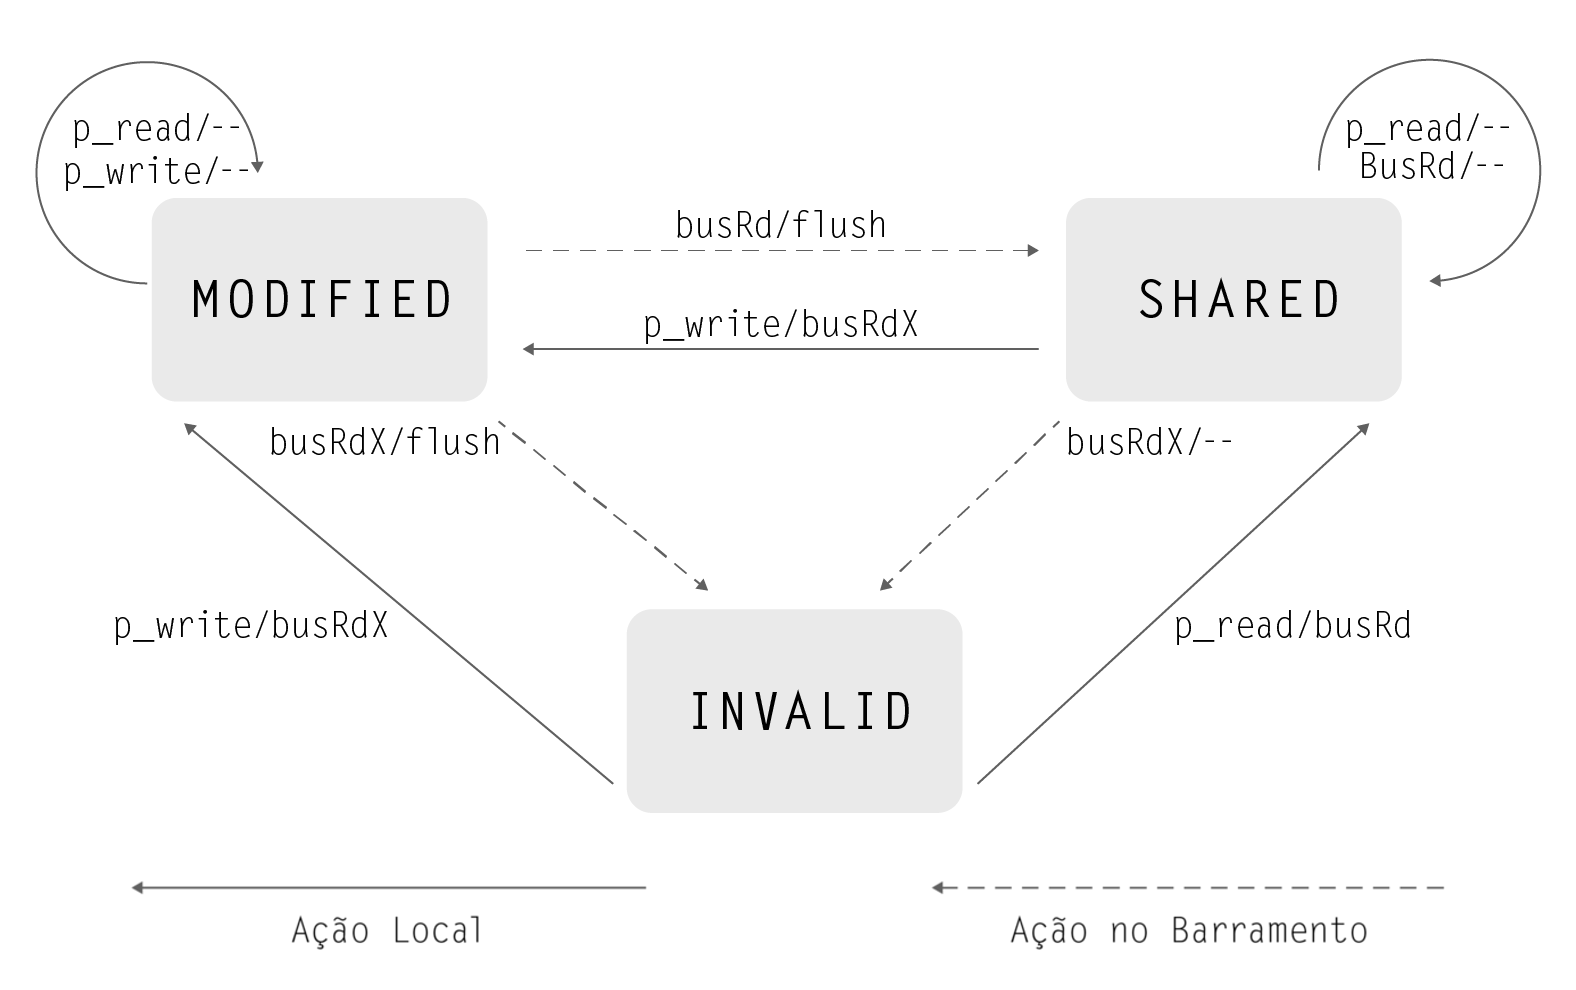 p_read/--
p_write/--
p_read/--
BusRd/--
busRd/flush
MODIFIED
SHARED
p_write/busRdX
busRdX/flush
busRdX/--
p_write/busRdX
p_read/busRd
INVALID
Ação Local
Ação no Barramento